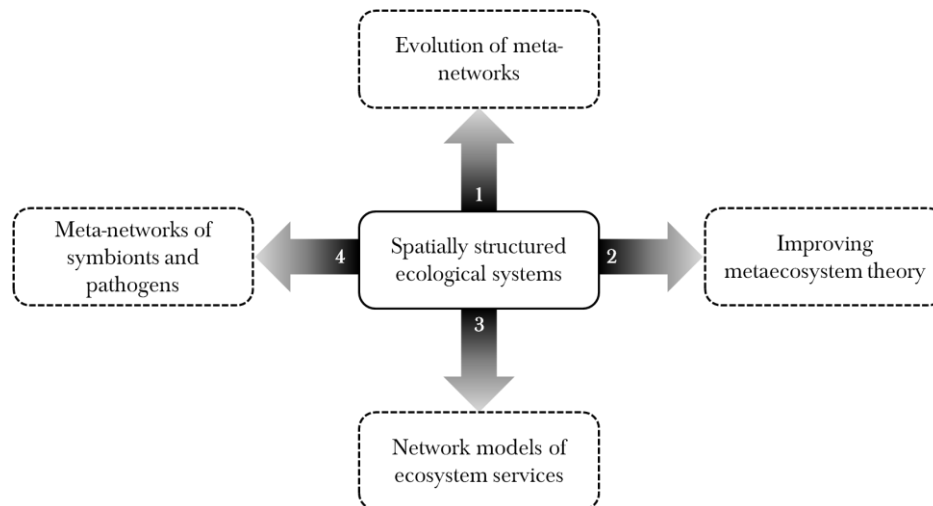 Evolution of meta-
networks
1
Meta-networks of
symbionts and
pathogens
4
Spatially structured
ecological systems
2
Improving
metaecosystem theory
3
Network models of
ecosystem services